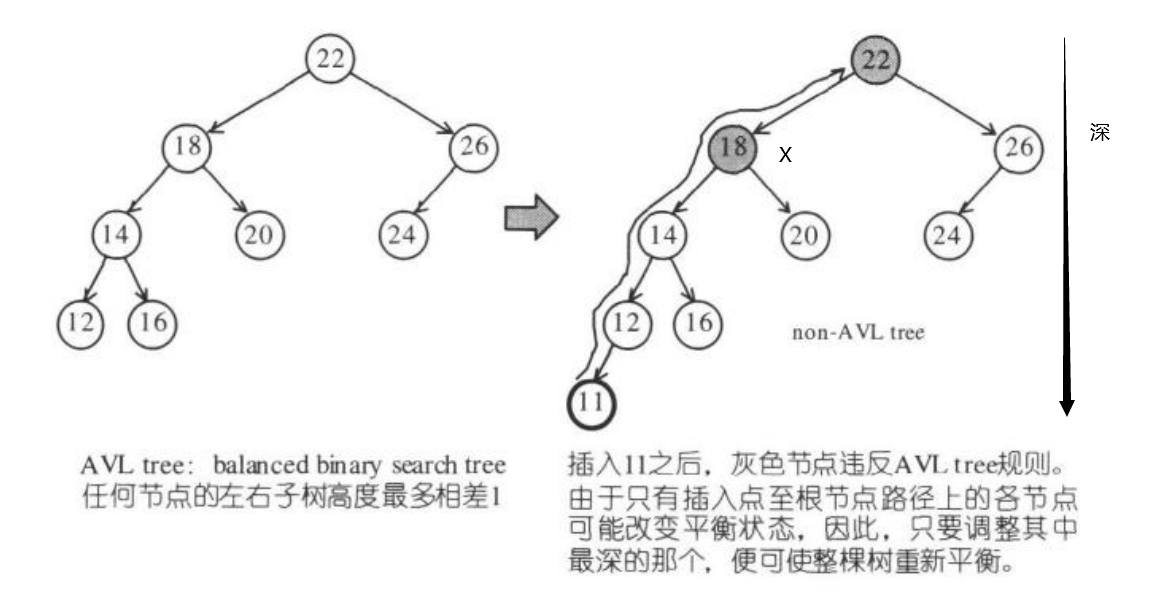 22
22
18
26
18
X
26
深
14
20
24
14
20
24
12
16
12
16
non-AVL tree
11
AVL tree: balanced binary search tree
任何节点的左右子树高度最多相差1
插入11之后，灰色节点违反AVL tree规则。
由于只有插入点至根节点路径上的各节点
可能改变平衡状态，因此，只要调整其中
最深的那个，便可使整棵树重新平衡。